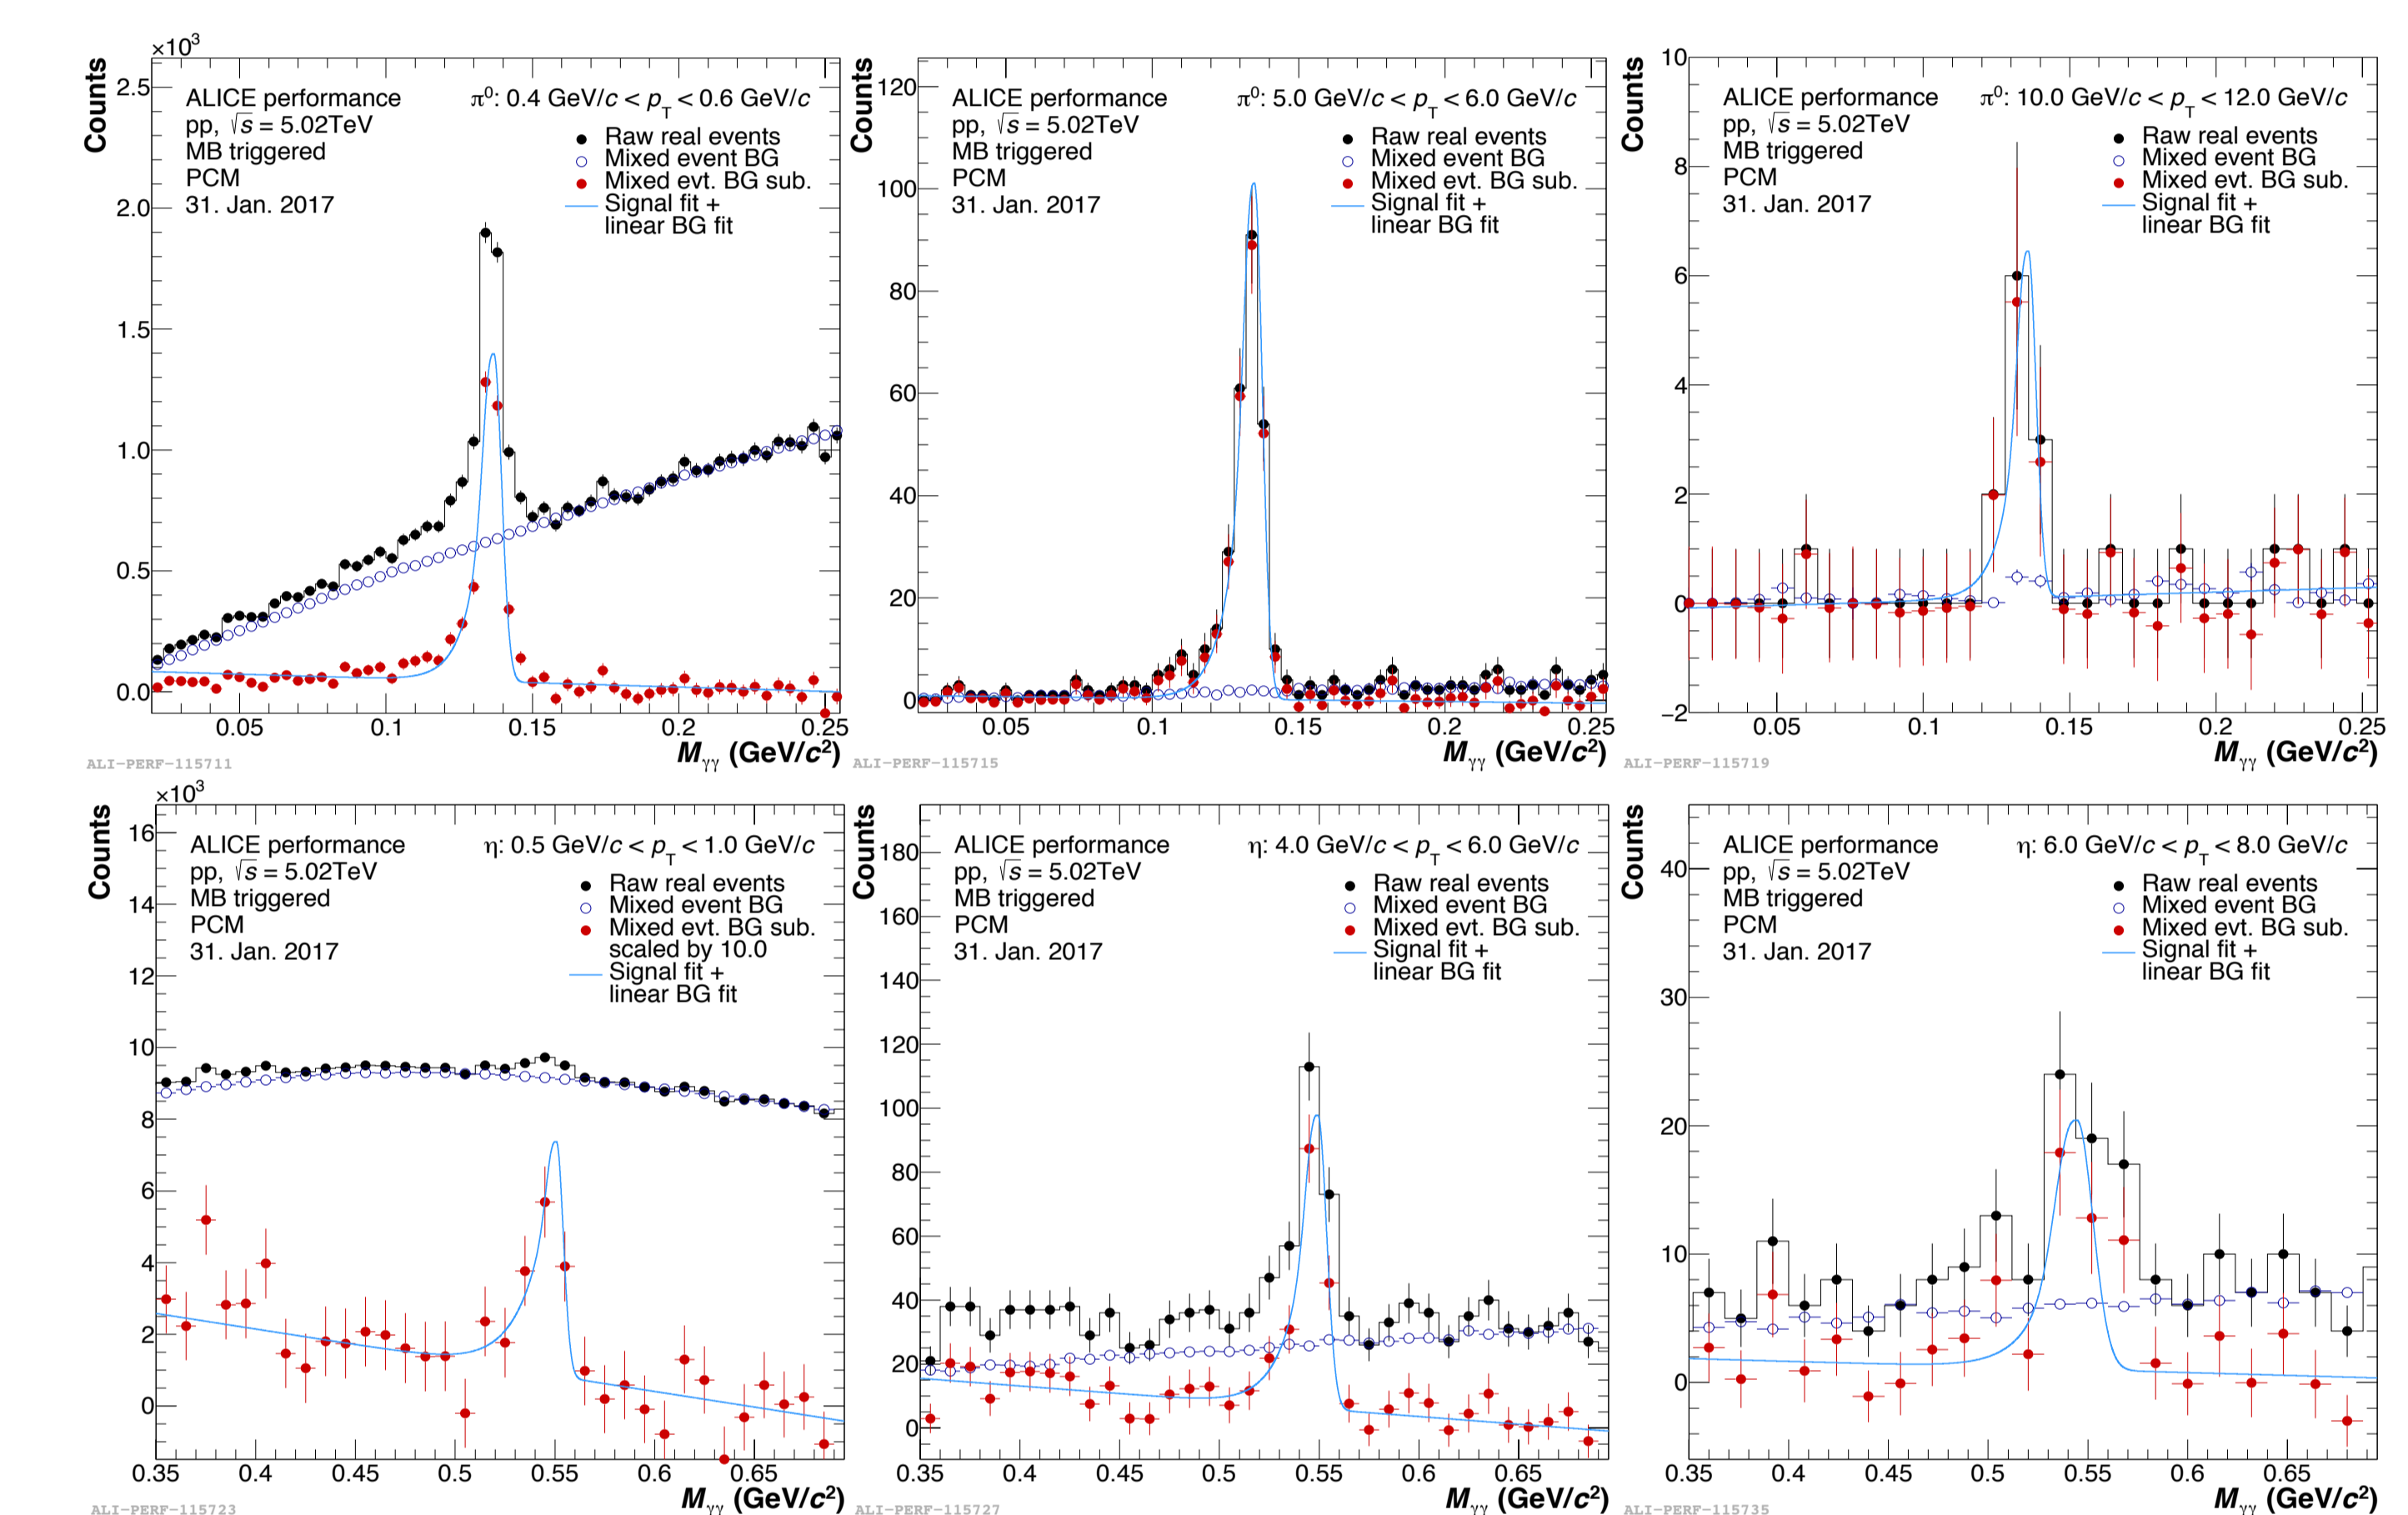 ×10³
Counts
2.5
2.0
1.5
1.0
0.5
0.0
ALICE performance
pp, √s = 5.02TeV
MB triggered
PCM
31. Jan. 2017
π⁰: 0.4 GeV/c < p_T < 0.6 GeV/c
Raw real events
Mixed event BG
Mixed evt. BG sub.
Signal fit +
linear BG fit
0.05 0.1 0.15 0.2 0.25
M_γγ (GeV/c²)
ALI-PERF-115711
Counts
120
100
80
60
40
20
0
ALICE performance
pp, √s = 5.02TeV
MB triggered
PCM
31. Jan. 2017
π⁰: 5.0 GeV/c < p_T < 6.0 GeV/c
Raw real events
Mixed event BG
Mixed evt. BG sub.
Signal fit +
linear BG fit
0.05 0.1 0.15 0.2 0.25
M_γγ (GeV/c²)
ALI-PERF-115715
Counts
10
8
6
4
2
0
−2
ALICE performance
pp, √s = 5.02TeV
MB triggered
PCM
31. Jan. 2017
π⁰: 10.0 GeV/c < p_T < 12.0 GeV/c
Raw real events
Mixed event BG
Mixed evt. BG sub.
Signal fit +
linear BG fit
0.05 0.1 0.15 0.2 0.25
M_γγ (GeV/c²)
ALI-PERF-115719
×10³
Counts
16
14
12
10
8
6
4
2
0
ALICE performance
pp, √s = 5.02TeV
MB triggered
PCM
31. Jan. 2017
η: 0.5 GeV/c < p_T < 1.0 GeV/c
Raw real events
Mixed event BG
Mixed evt. BG sub.
scaled by 10.0
Signal fit +
linear BG fit
0.35 0.4 0.45 0.5 0.55 0.6 0.65
M_γγ (GeV/c²)
ALI-PERF-115723
Counts
180
160
140
120
100
80
60
40
20
0
ALICE performance
pp, √s = 5.02TeV
MB triggered
PCM
31. Jan. 2017
η: 4.0 GeV/c < p_T < 6.0 GeV/c
Raw real events
Mixed event BG
Mixed evt. BG sub.
Signal fit +
linear BG fit
0.35 0.4 0.45 0.5 0.55 0.6 0.65
M_γγ (GeV/c²)
ALI-PERF-115727
Counts
40
30
20
10
0
ALICE performance
pp, √s = 5.02TeV
MB triggered
PCM
31. Jan. 2017
η: 6.0 GeV/c < p_T < 8.0 GeV/c
Raw real events
Mixed event BG
Mixed evt. BG sub.
Signal fit +
linear BG fit
0.35 0.4 0.45 0.5 0.55 0.6 0.65
M_γγ (GeV/c²)
ALI-PERF-115735